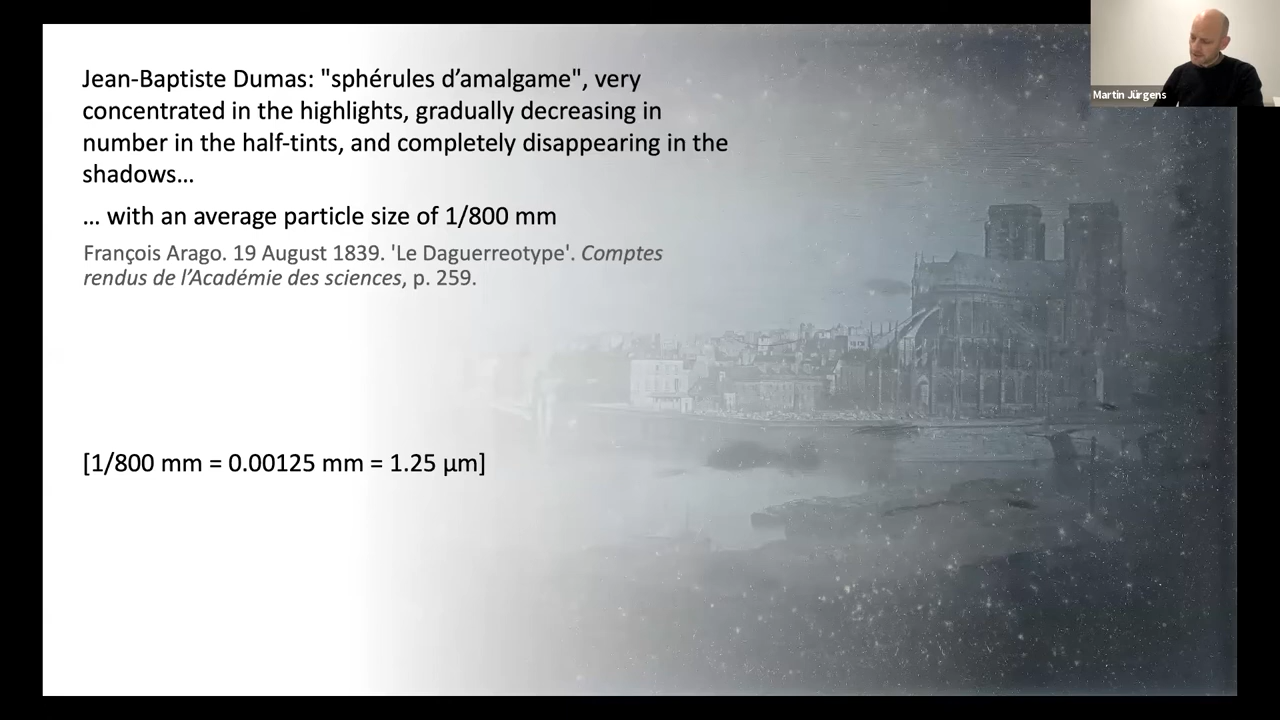 Jean-Baptiste Dumas: "sphérules d’amalgame", very
concentrated in the highlights, gradually decreasing in
number in the half-tints, and completely disappearing in the
shadows…
… with an average particle size of 1/800 mm
François Arago. 19 August 1839. 'Le Daguerreotype'. Comptes
rendus de l’Académie des sciences, p. 259.
[1/800 mm = 0.00125 mm = 1.25 µm]
Martin Jürgens